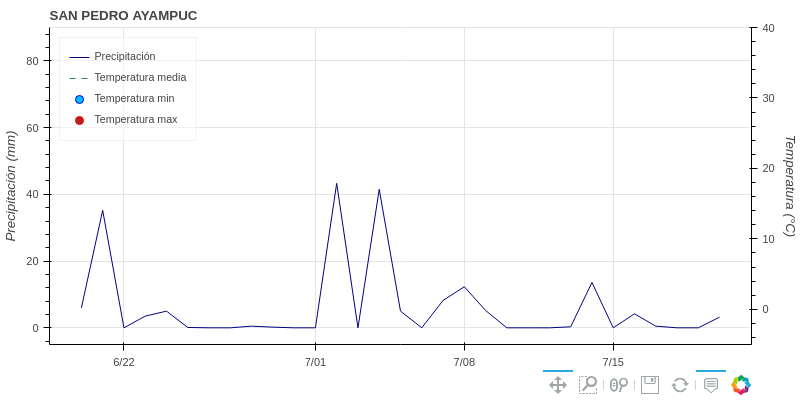 SAN PEDRO AYAMPUC
Precipitación
Temperatura media
Temperatura min
Temperatura max
Precipitación (mm)
80
60
40
20
0
Temperatura (°C)
40
30
20
10
0
6/22 7/01 7/08 7/15